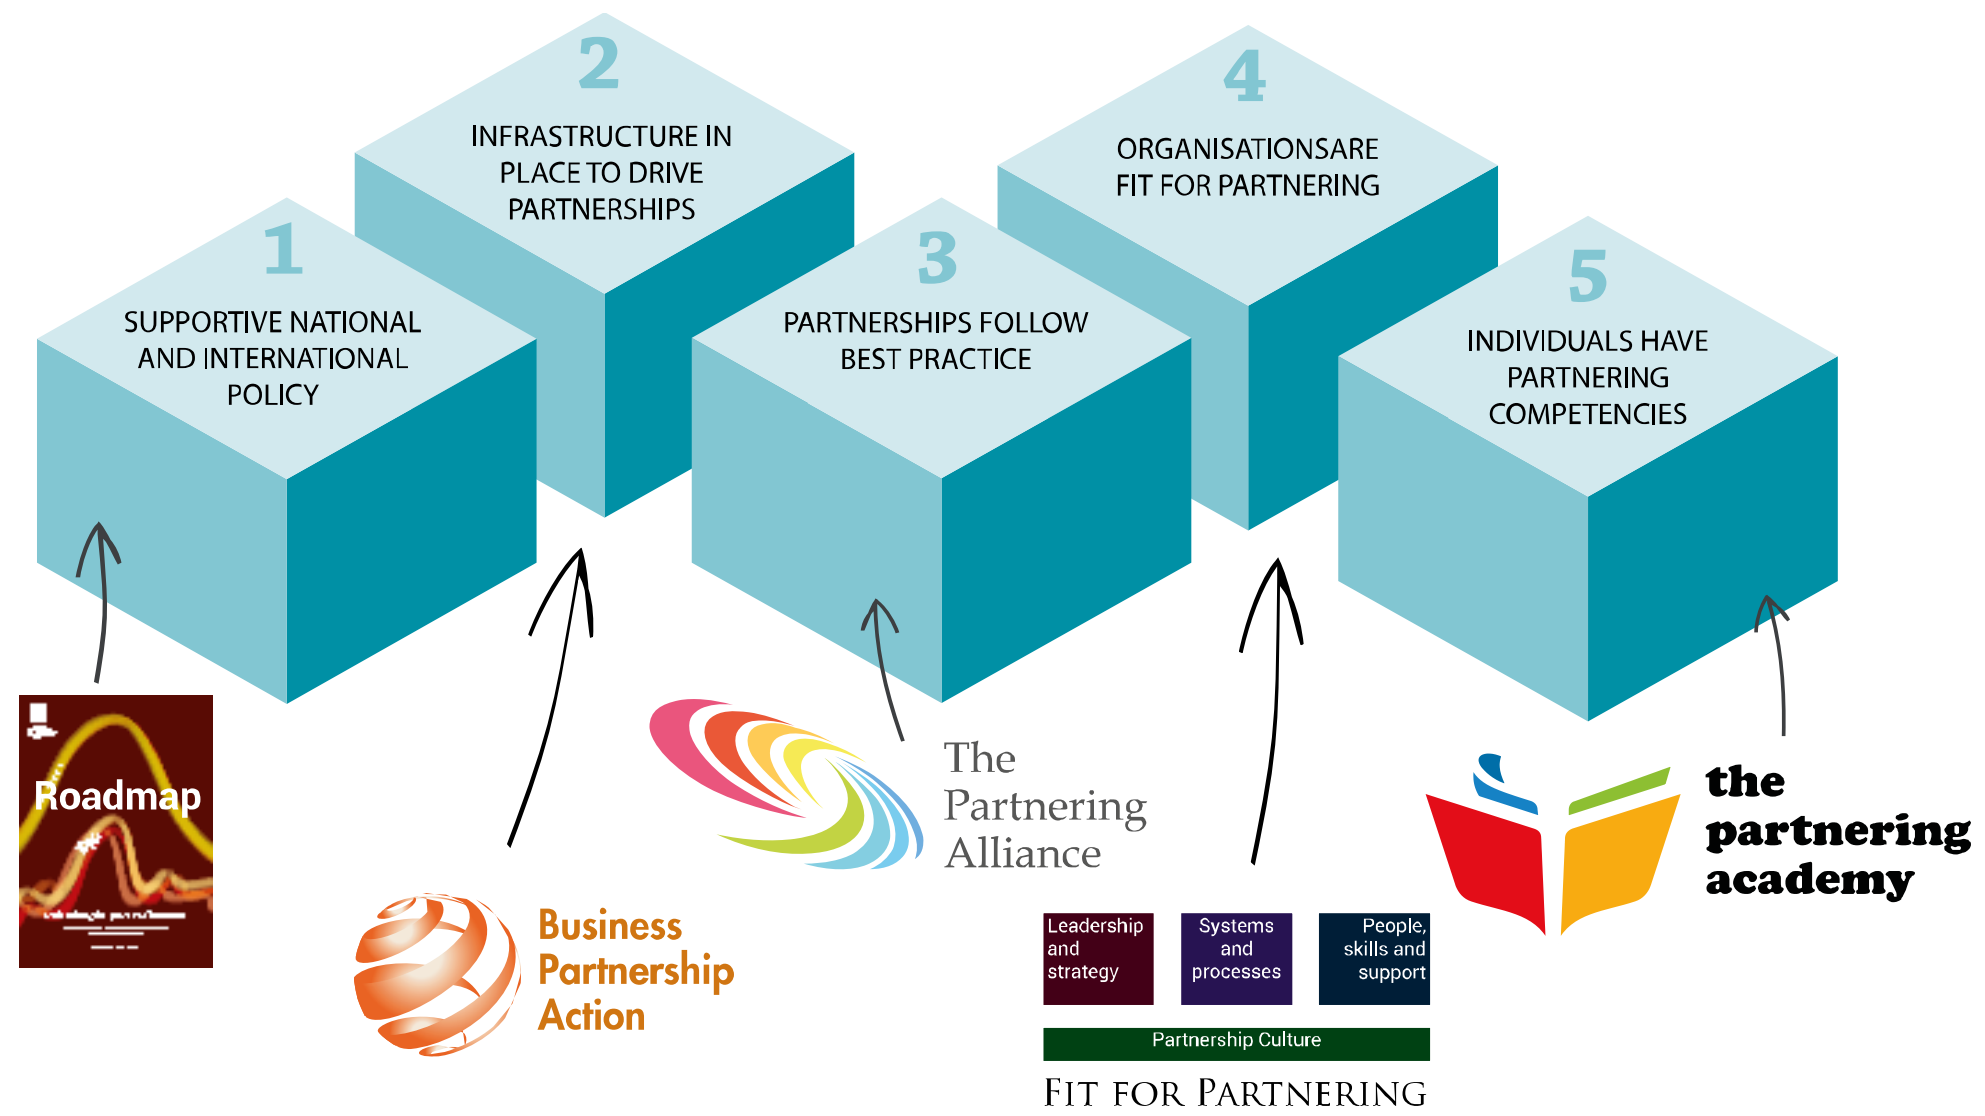 1
SUPPORTIVE NATIONAL
AND INTERNATIONAL
POLICY
2
INFRASTRUCTURE IN
PLACE TO DRIVE
PARTNERSHIPS
3
PARTNERSHIPS FOLLOW
BEST PRACTICE
4
ORGANISATIONSARE
FIT FOR PARTNERING
5
INDIVIDUALS HAVE
PARTNERING
COMPETENCIES
Roadmap
Business
Partnership
Action
The
Partnering
Alliance
Leadership
and
strategy
Systems
and
processes
People,
skills and
support
Partnership Culture
FIT FOR PARTNERING
the
partnering
academy